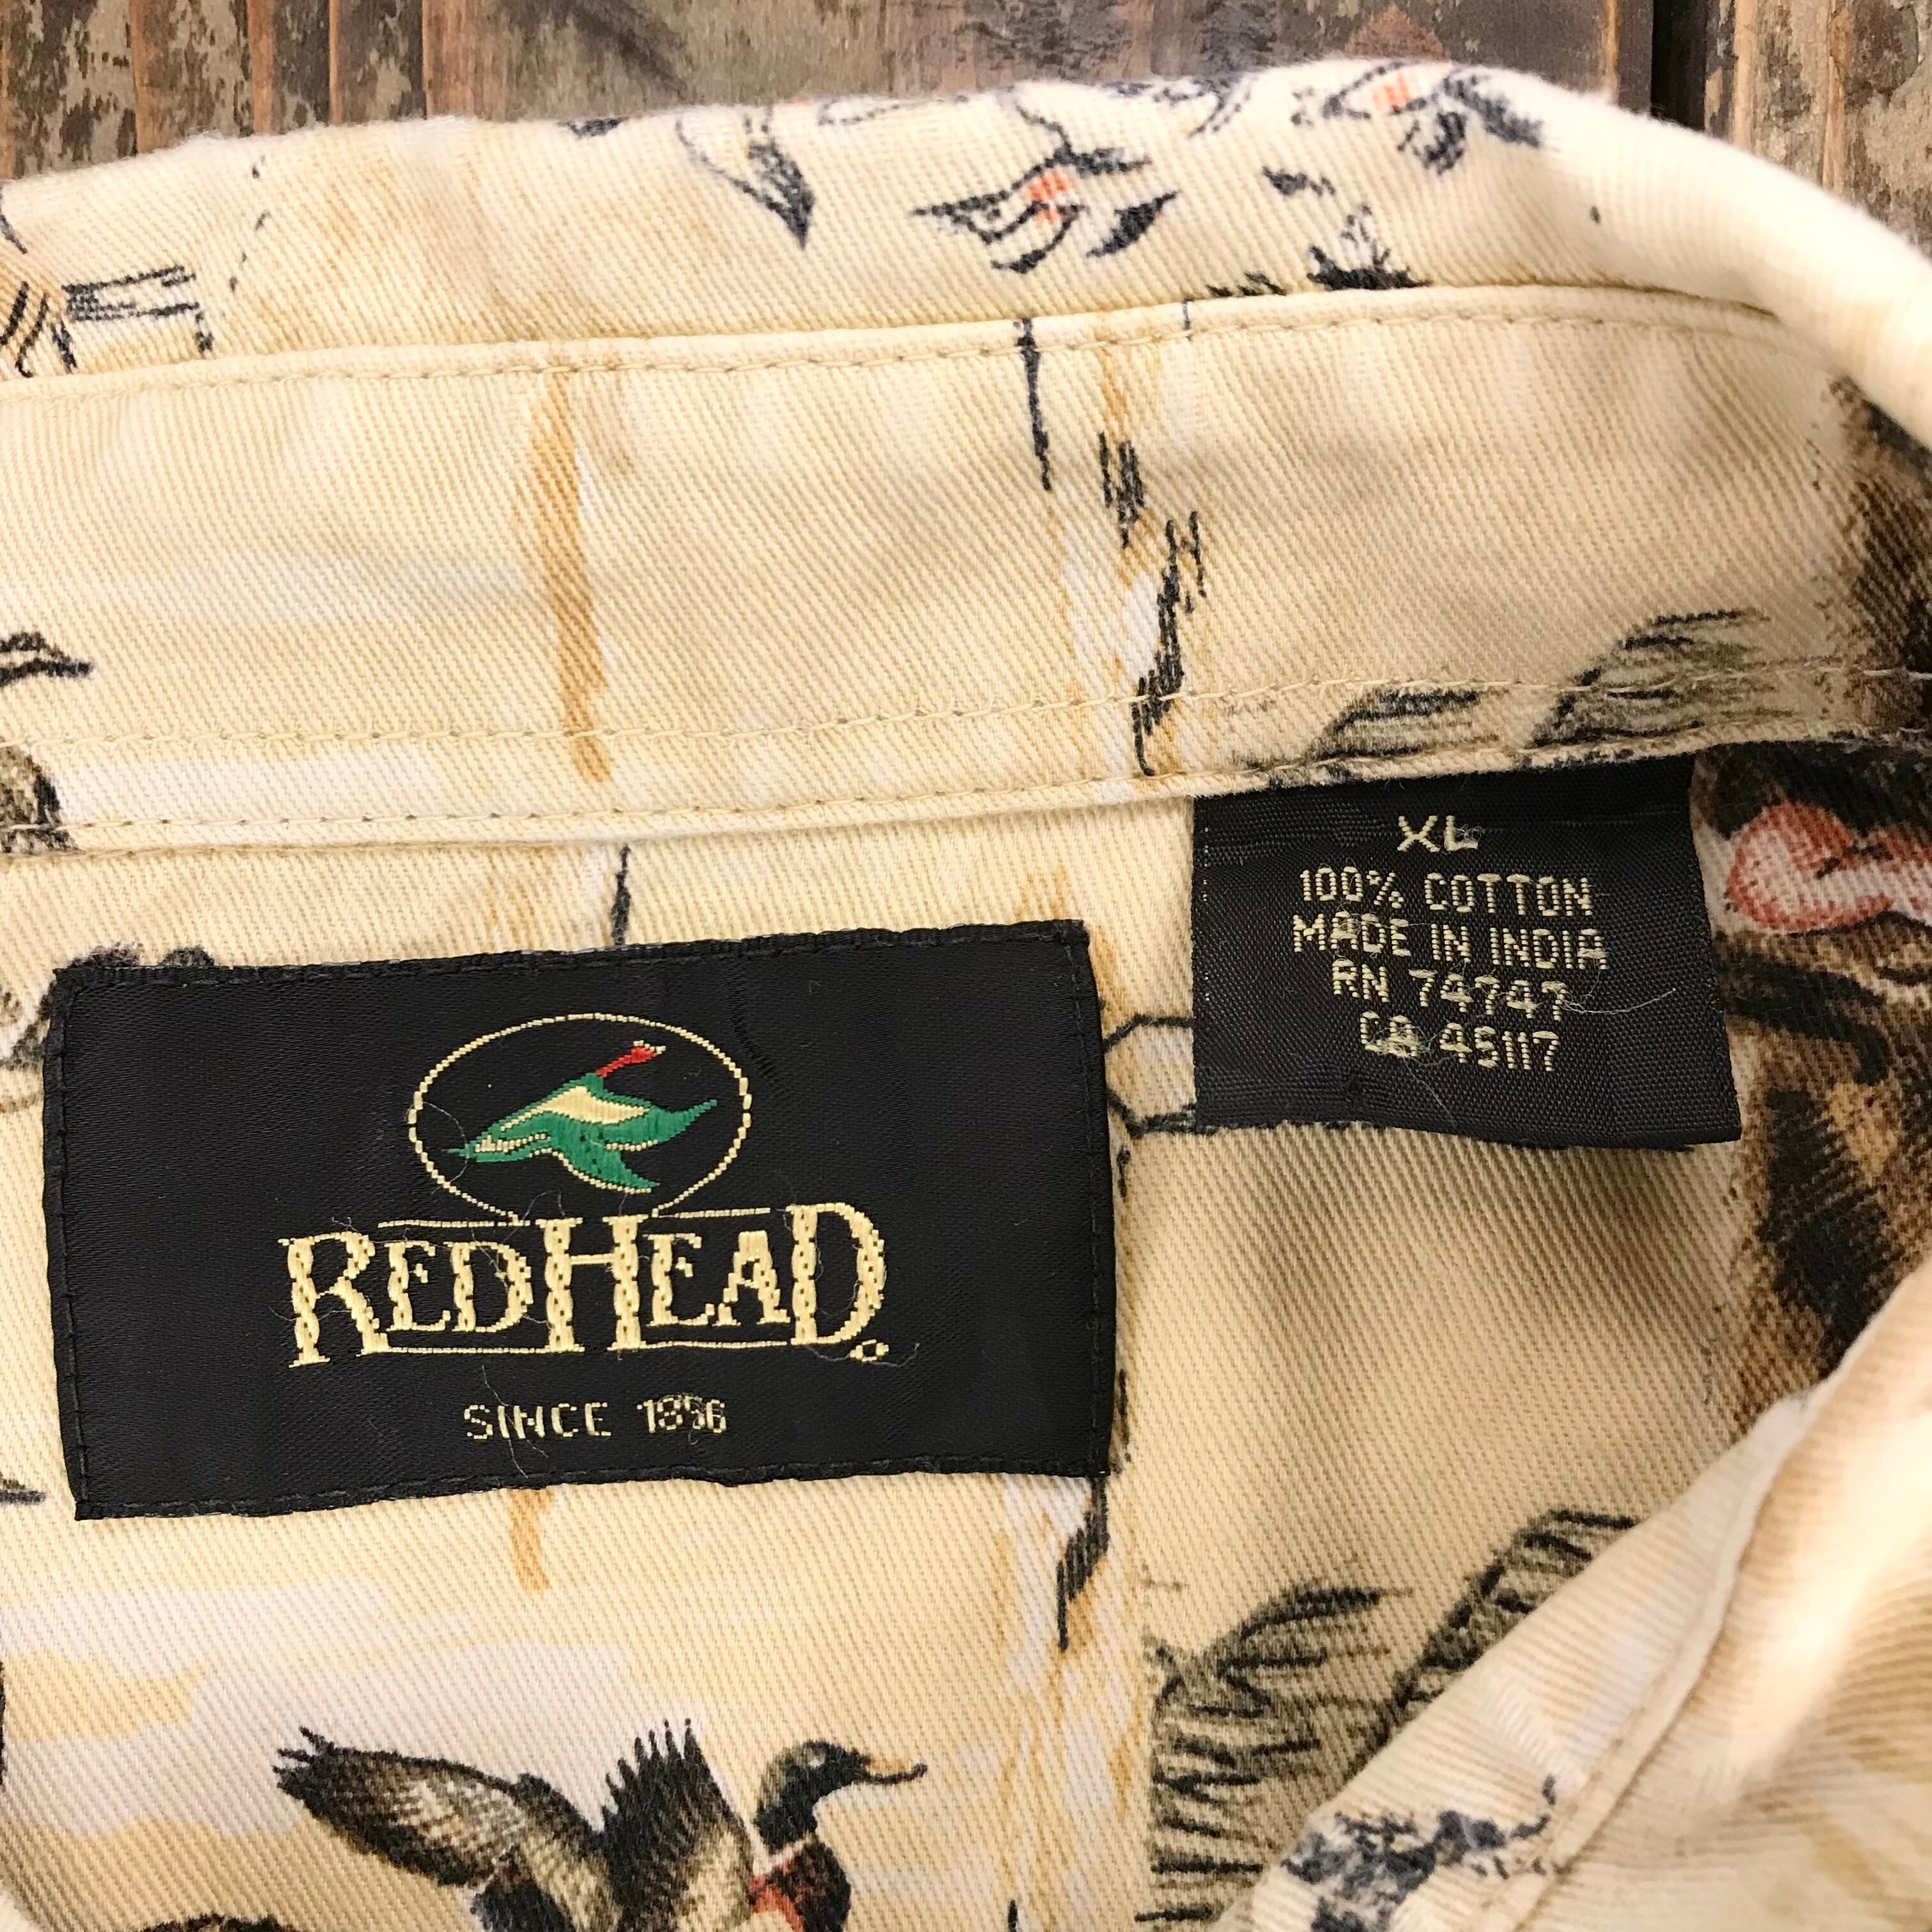 XL
100% COTTON
MADE IN INDIA
RN 74747
CA 45117
REDHEAD
SINCE 1856